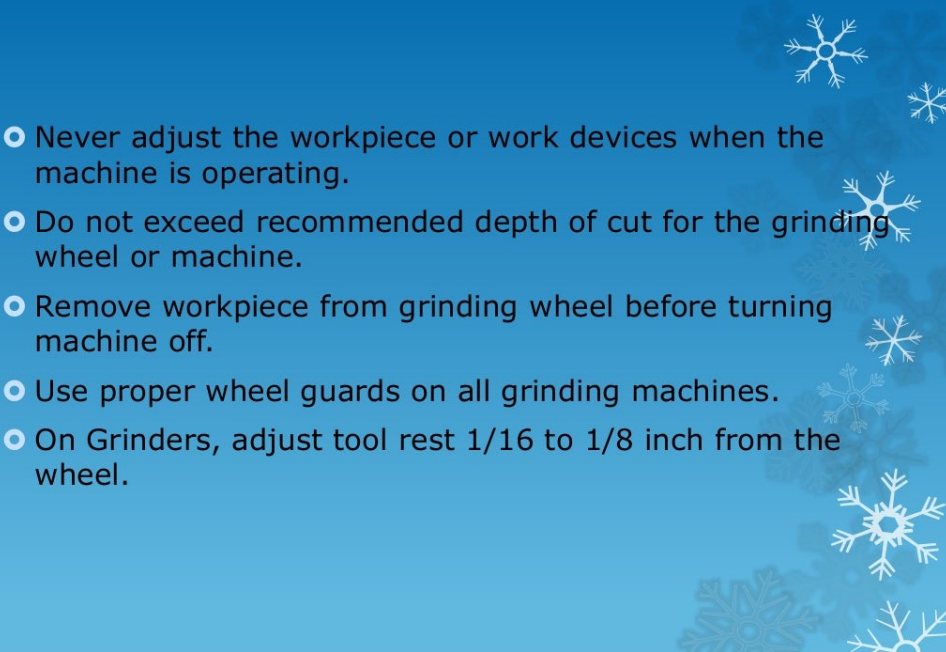 Never adjust the workpiece or work devices when the
machine is operating.
Do not exceed recommended depth of cut for the grinding
wheel or machine.
Remove workpiece from grinding wheel before turning
machine off.
Use proper wheel guards on all grinding machines.
On Grinders, adjust tool rest 1/16 to 1/8 inch from the
wheel.